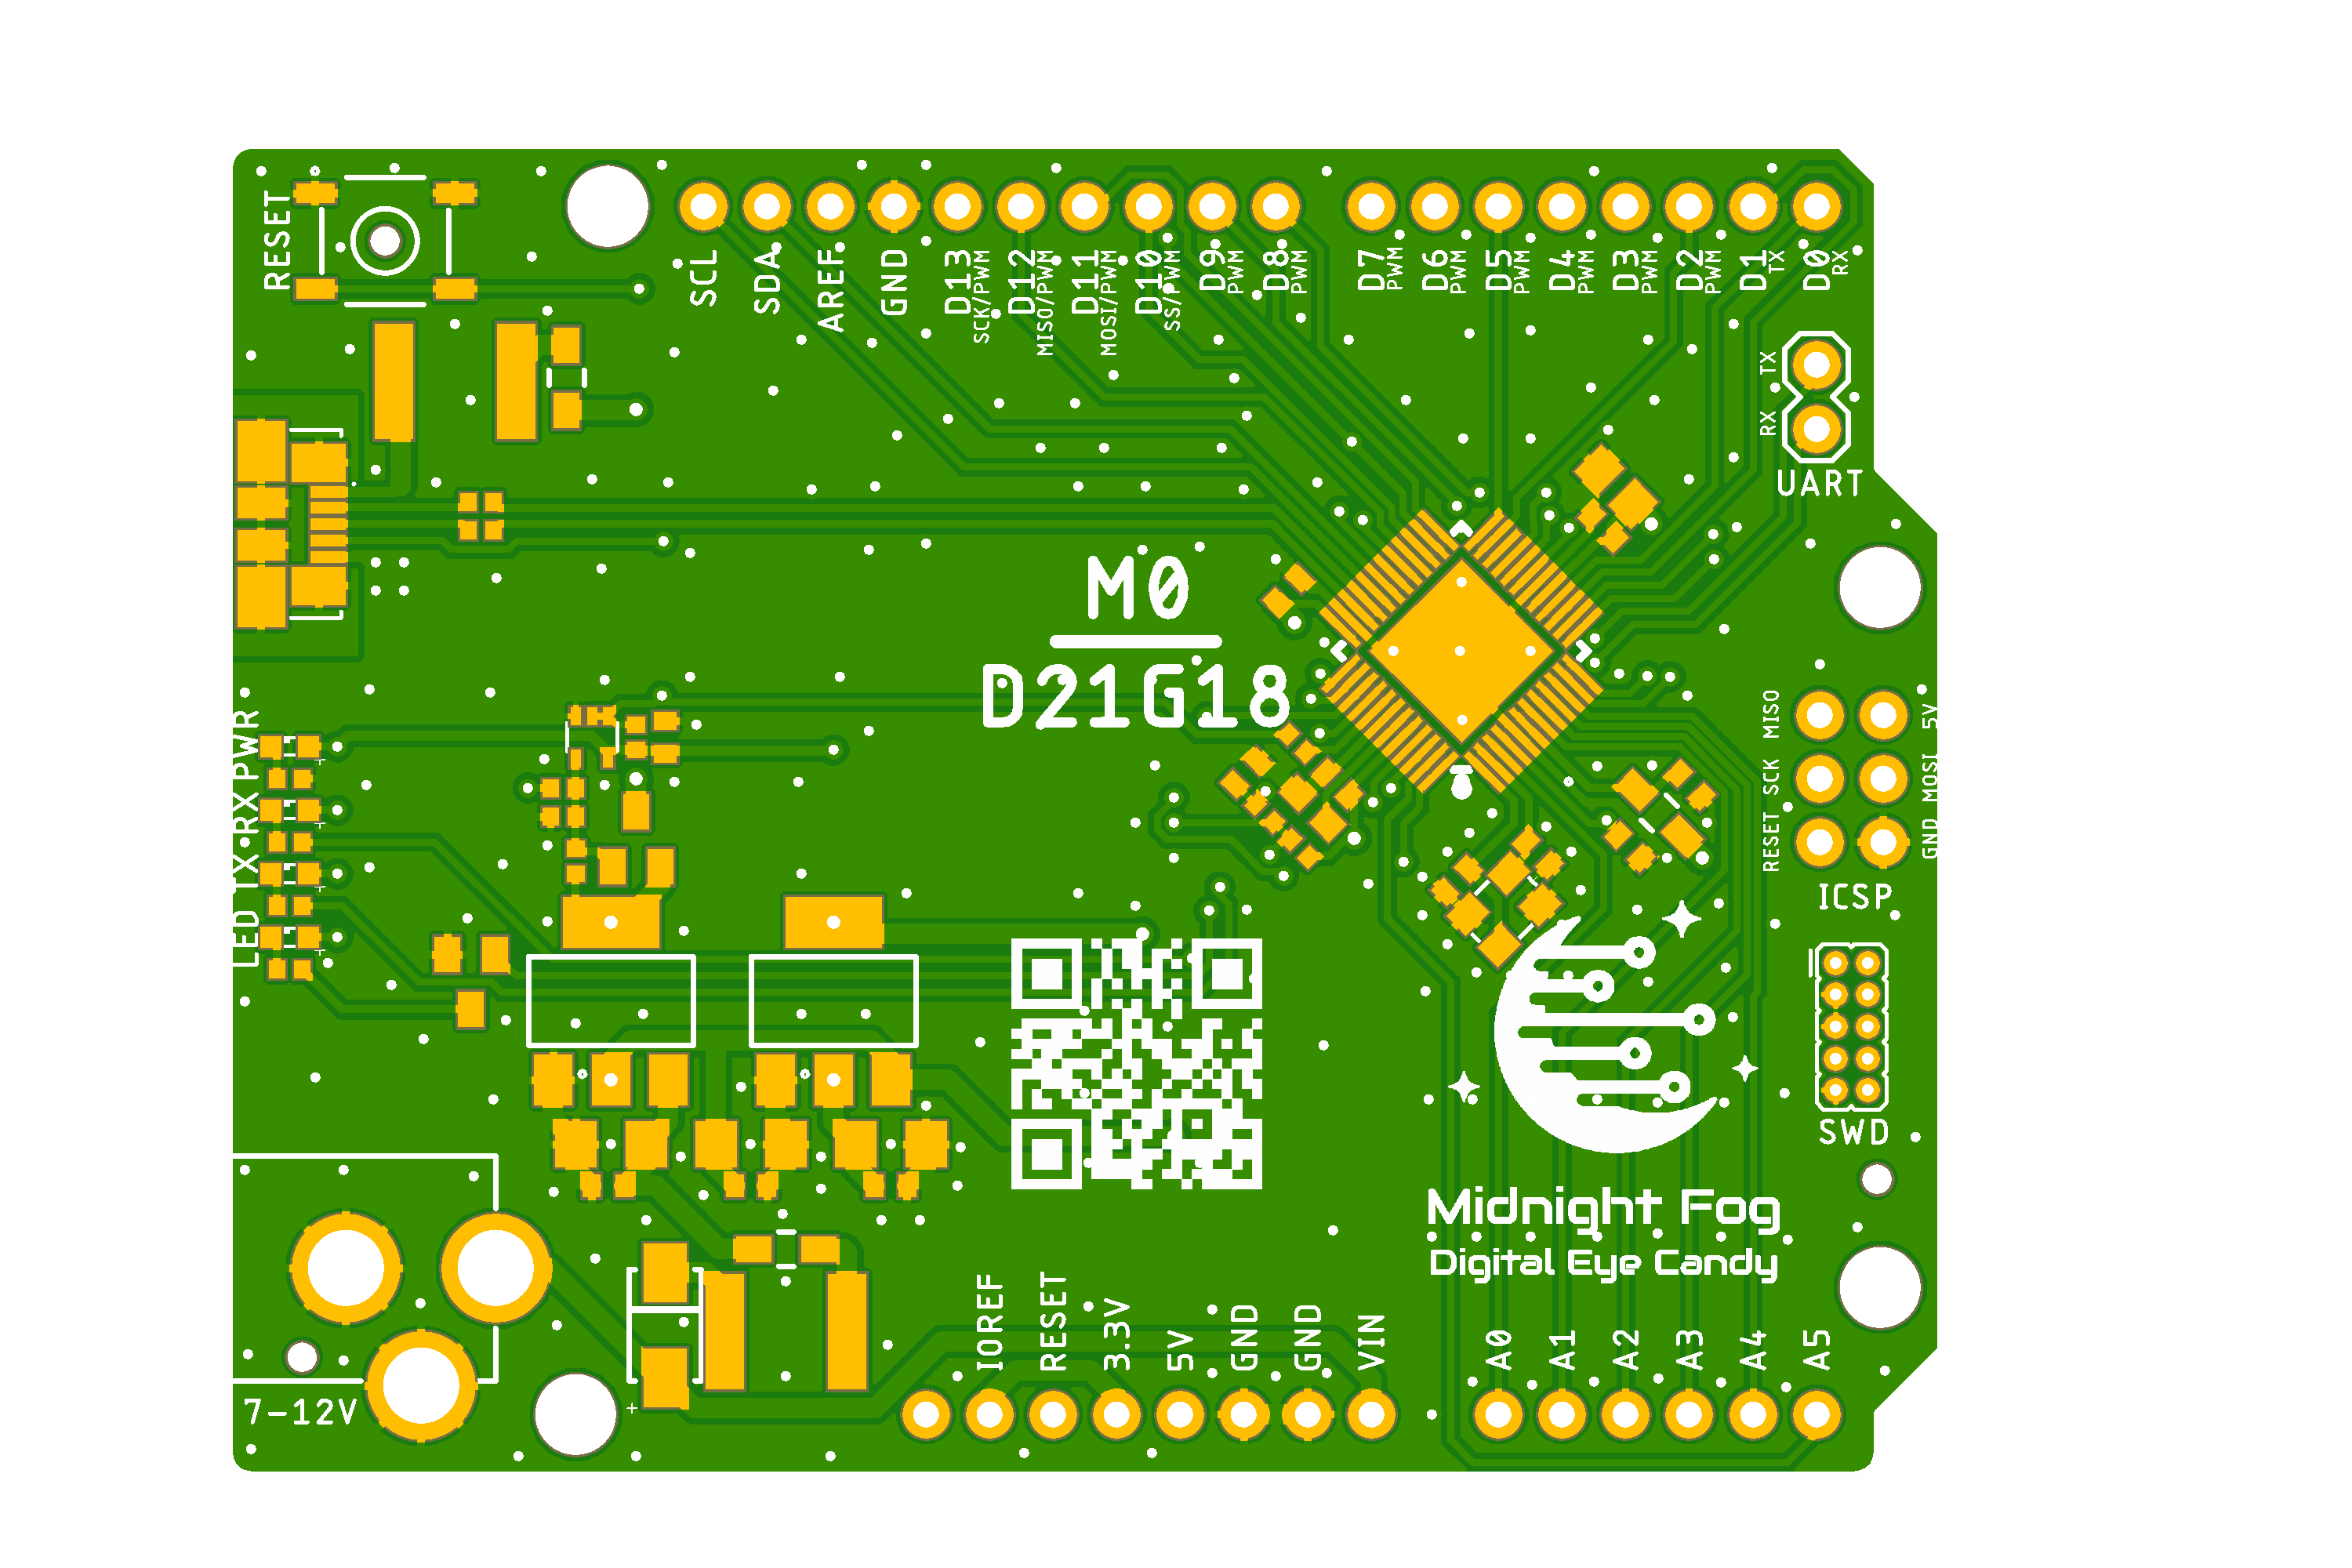 RESET
SCL
SDA
AREF
GND
D13
SCK/PWM
D12
MISO/PWM
D11
MOSI/PWM
D10
SS/PWM
D9
PWM
D8
PWM
D7
PWM
D6
PWM
D5
PWM
D4
PWM
D3
PWM
D2
PWM
D1
TX
D0
RX
TX
RX
UART
M0
D21G18
PWR
RX
TX
LED
MISO
SCK
RESET
5V
MOSI
GND
ICSP
SWD
Midnight Fog
Digital Eye Candy
7-12V
+
IOREF
RESET
3.3V
5V
GND
GND
VIN
A0
A1
A2
A3
A4
A5